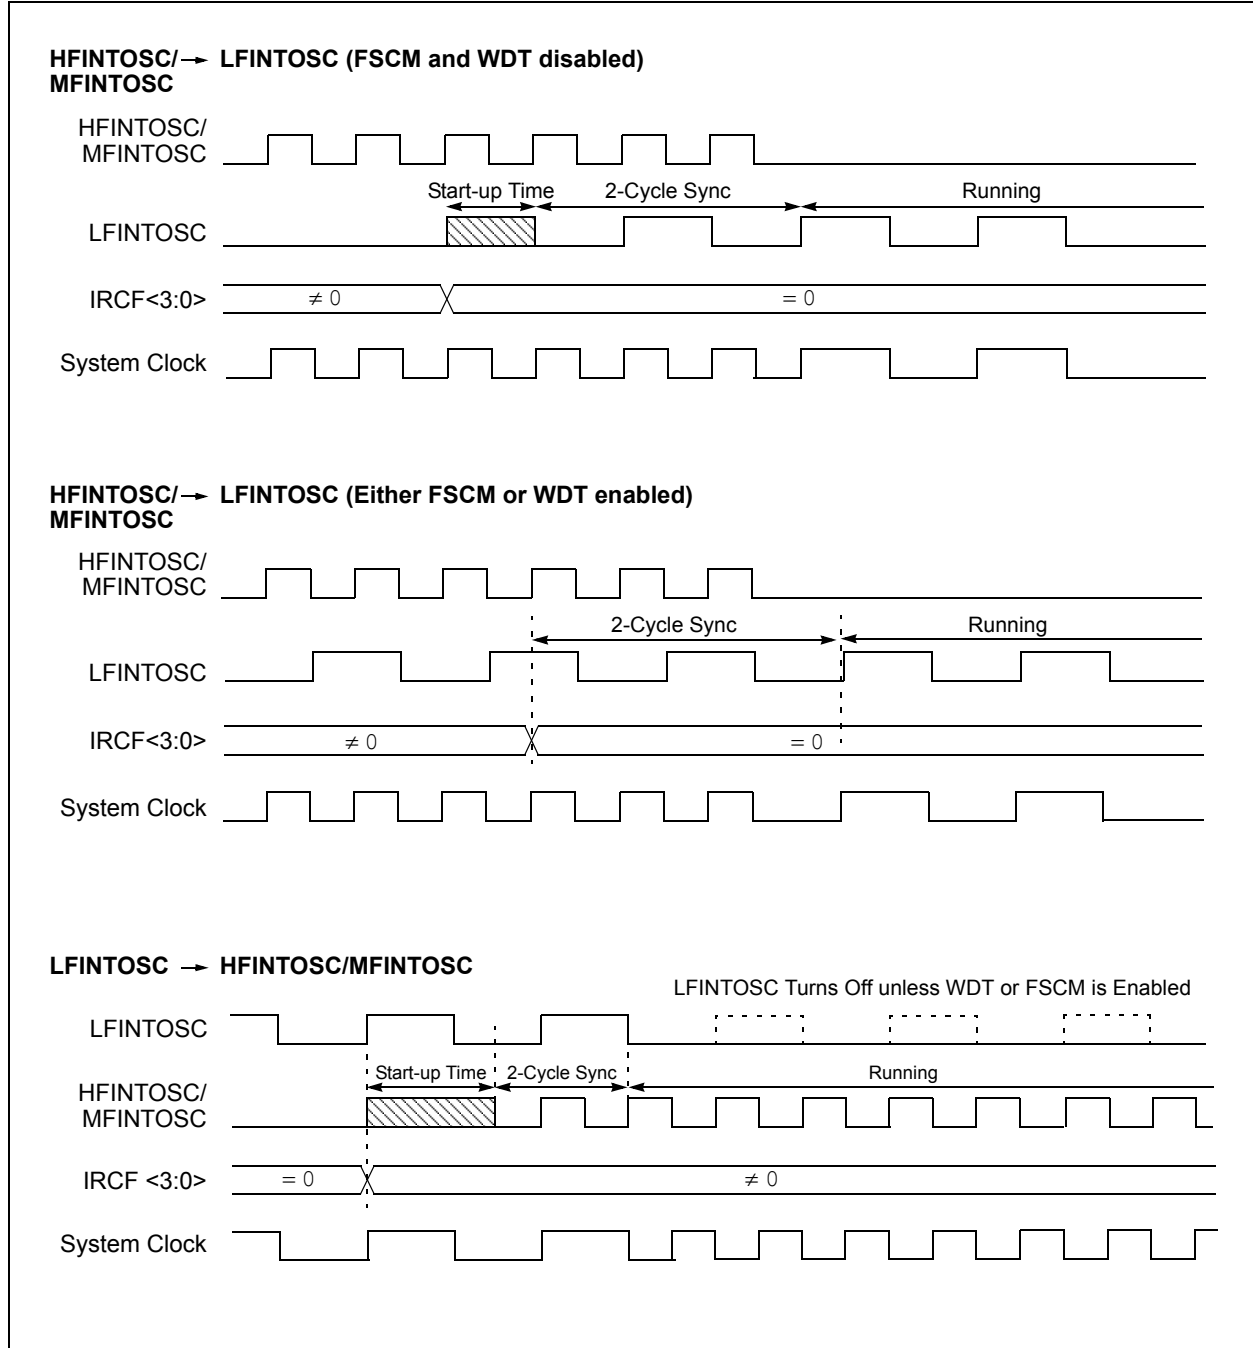 HFINTOSC/→ LFINTOSC (FSCM and WDT disabled)
MFINTOSC
HFINTOSC/
MFINTOSC
Start-up Time 2-Cycle Sync Running
LFINTOSC
IRCF<3:0> ≠ 0 = 0
System Clock
HFINTOSC/→ LFINTOSC (Either FSCM or WDT enabled)
MFINTOSC
HFINTOSC/
MFINTOSC
2-Cycle Sync Running
LFINTOSC
IRCF<3:0> ≠ 0 = 0
System Clock
LFINTOSC → HFINTOSC/MFINTOSC
LFINTOSC Turns Off unless WDT or FSCM is Enabled
LFINTOSC
Start-up Time 2-Cycle Sync Running
HFINTOSC/
MFINTOSC
IRCF <3:0> = 0 ≠ 0
System Clock